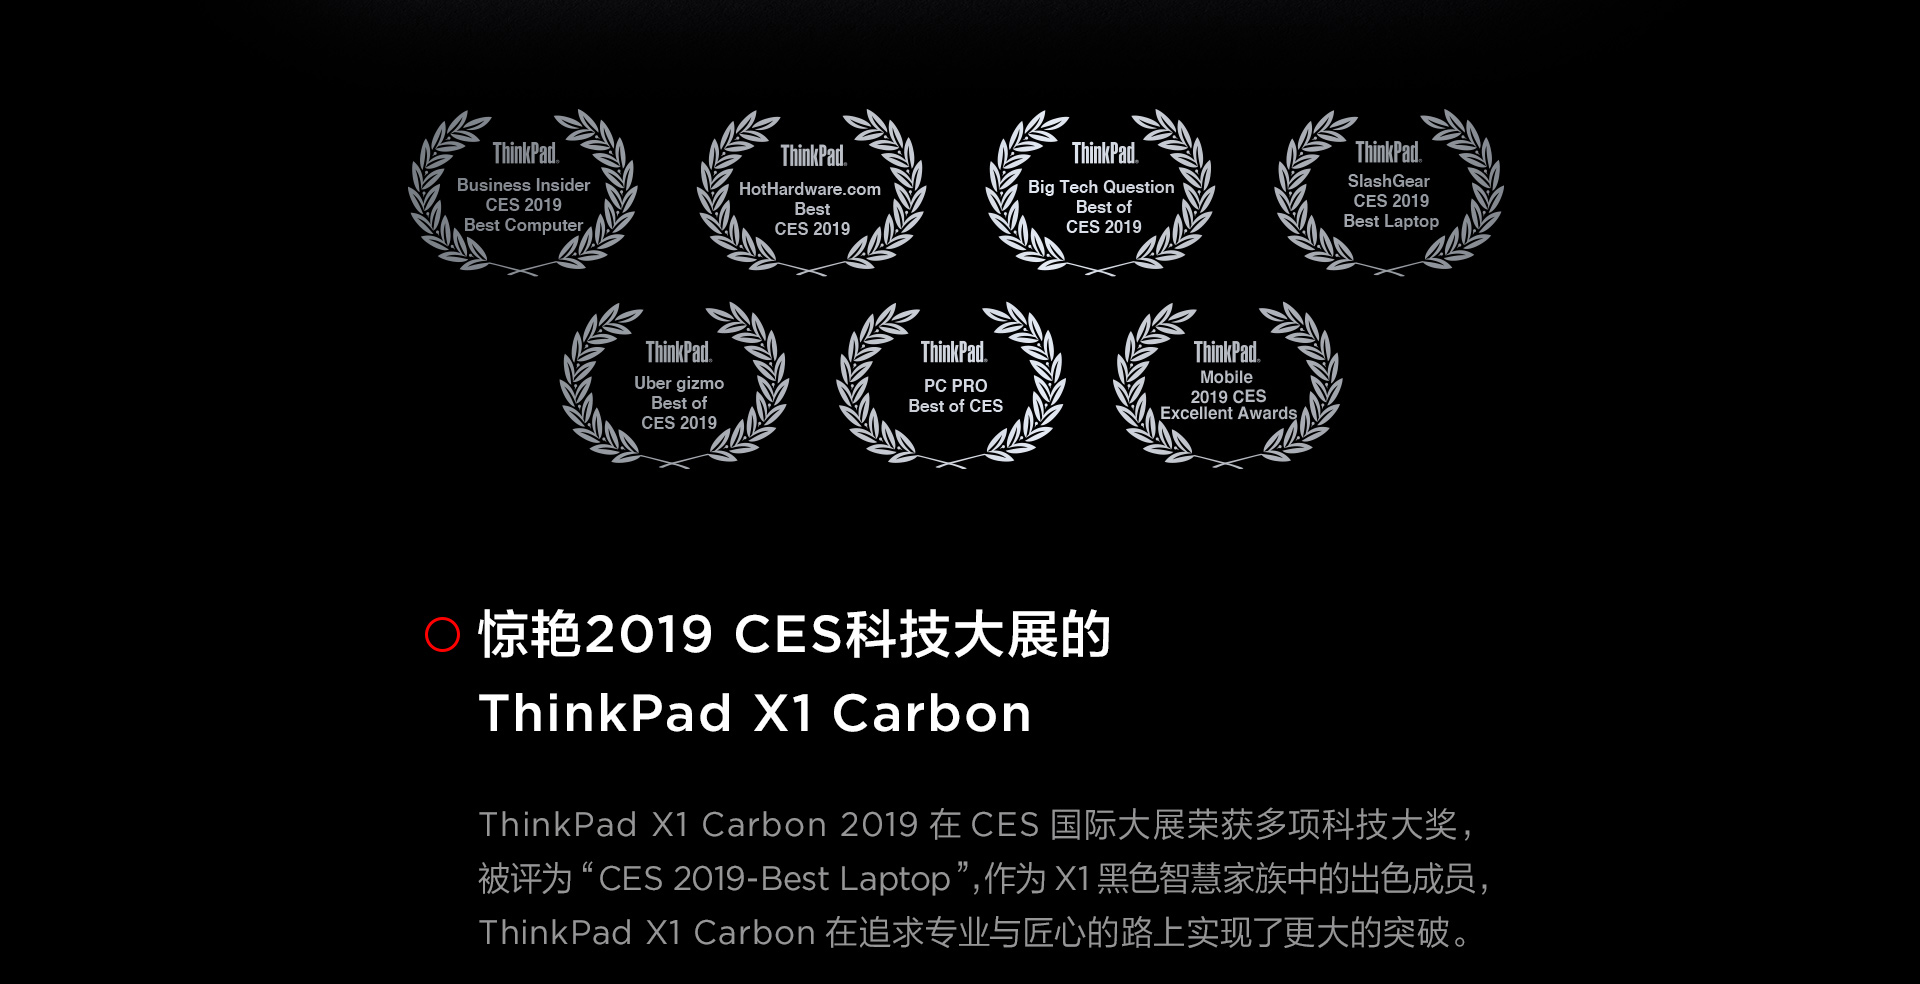 ThinkPad
Business Insider
CES 2019
Best Computer
ThinkPad
HotHardware.com
Best
CES 2019
ThinkPad
Big Tech Question
Best of
CES 2019
ThinkPad
SlashGear
CES 2019
Best Laptop
ThinkPad
Uber gizmo
Best of
CES 2019
ThinkPad
PC PRO
Best of CES
ThinkPad
Mobile
2019 CES
Excellent Awards
惊艳2019 CES科技大展的
ThinkPad X1 Carbon
ThinkPad X1 Carbon 2019 在 CES 国际大展荣获多项科技大奖，
被评为 “CES 2019-Best Laptop ”，作为 X1 黑色智慧家族中的出色成员，
ThinkPad X1 Carbon 在追求专业与匠心的路上实现了更大的突破。